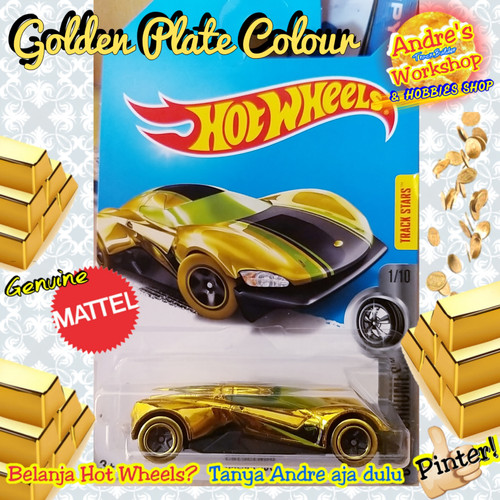 Golden Plate Colour
Andre's
Workshop
& HOBBIES SHOP
HOT WHEELS
TRACK STARS
1/10
Genuine
MATTEL
Belanja Hot Wheels? Tanya Andre aja dulu
Pinter!